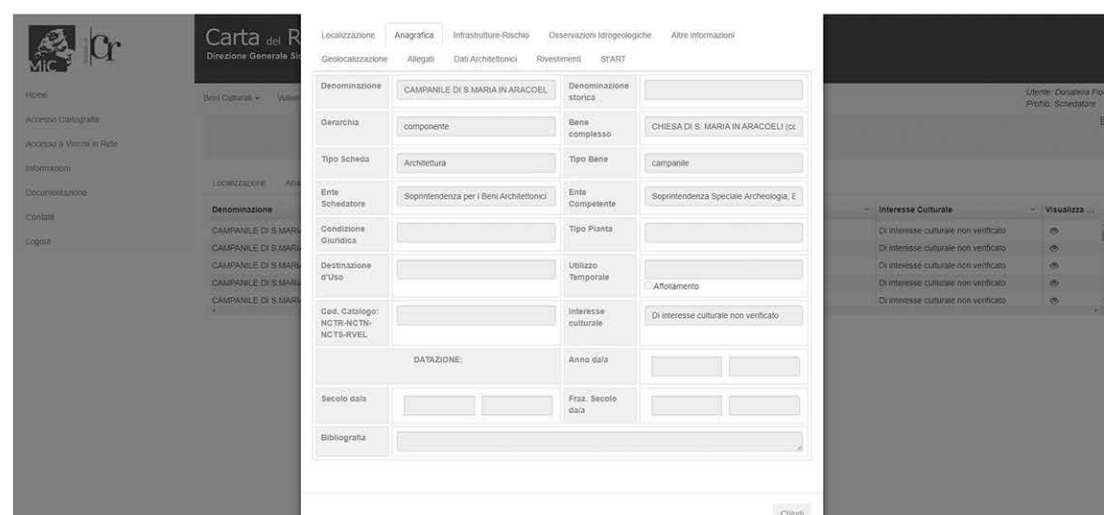 MiC
Cr
Carta del R
Direzione Generale Si
Home
Accesso Cartografia
Accesso a Vincoli in Rete
Informazioni
Documentazione
Contatti
Logout
Beni Culturali
Utente: Donatella
Profilo: Schedatore
Localizzazione Ana
Denominazione
CAMPANILE DI S.MARIA
CAMPANILE DI S.MARIA
CAMPANILE DI S.MARIA
CAMPANILE DI S.MARIA
CAMPANILE DI S.MARIA
Localizzazione Anagrafica Infrastrutture-Rischio Osservazioni Idrogeologiche Altre informazioni
Geolocalizzazione Allegati Dati Architettonici Rivestimenti St'ART
Denominazione CAMPANILE DI S.MARIA IN ARACOEL Denominazione storica
Gerarchia componente Bene complesso CHIESA DI S. MARIA IN ARACOELI (cc
Tipo Scheda Architettura Tipo Bene campanile
Ente Schedatore Soprintendenza per i Beni Architettonici Ente Competente Soprintendenza Speciale Archeologia, E
Condizione Giuridica Tipo Pianta
Destinazione d'Uso Utilizzo Temporale
Affollamento
Cod. Catalogo: NCTR-NCTN-NCTS-RVEL Interesse culturale Di interesse culturale non verificato
DATAZIONE: Anno da/a
Secolo da/a Fraz. Secolo da/a
Bibliografia
Chiudi
Interesse Culturale Visualizza ...
Di interesse culturale non verificato
Di interesse culturale non verificato
Di interesse culturale non verificato
Di interesse culturale non verificato
Di interesse culturale non verificato